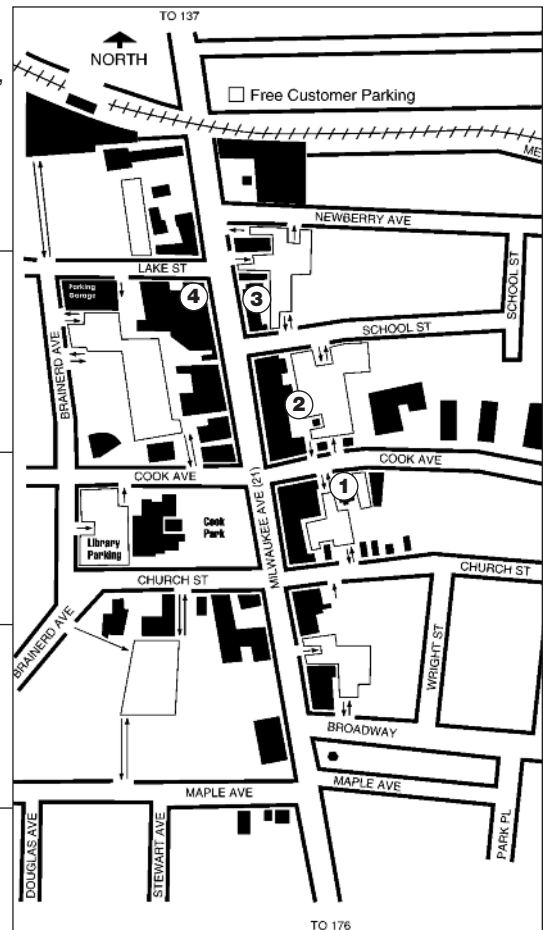 TO 137
NORTH
Free Customer Parking
ME
NEWBERRY AVE
LAKE ST
SCHOOL ST
Parking
Garage
4
3
SCHOOL ST
BRAINERD AVE
2
COOK AVE
COOK AVE
1
MILWAUKEE AVE (21)
Library
Parking
Cook
Park
CHURCH ST
CHURCH ST
BRAINERD AVE
WRIGHT ST
BROADWAY
MAPLE AVE
MAPLE AVE
DOUGLAS AVE
STEWART AVE
PARK PL
TO 176